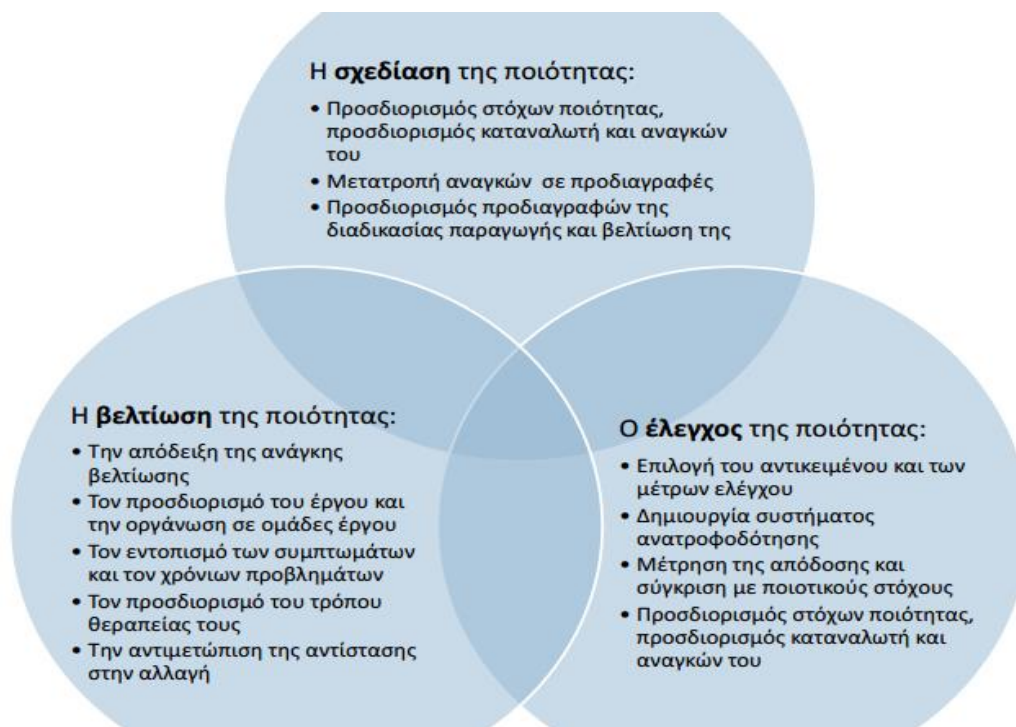 Η σχεδίαση της ποιότητας:
• Προσδιορισμός στόχων ποιότητας,
προσδιορισμός καταναλωτή και αναγκών
του
• Μετατροπή αναγκών σε προδιαγραφές
• Προσδιορισμός προδιαγραφών της
διαδικασίας παραγωγής και βελτίωση της
Η βελτίωση της ποιότητας:
• Την απόδειξη της ανάγκης
βελτίωσης
• Τον προσδιορισμό του έργου και
την οργάνωση σε ομάδες έργου
• Τον εντοπισμό των συμπτωμάτων
και τον χρόνιων προβλημάτων
• Τον προσδιορισμό του τρόπου
θεραπείας τους
• Την αντιμετώπιση της αντίστασης
στην αλλαγή
Ο έλεγχος της ποιότητας:
• Επιλογή του αντικειμένου και των
μέτρων ελέγχου
• Δημιουργία συστήματος
ανατροφοδότησης
• Μέτρηση της απόδοσης και
σύγκριση με ποιοτικούς στόχους
• Προσδιορισμός στόχων ποιότητας,
προσδιορισμός καταναλωτή και
αναγκών του